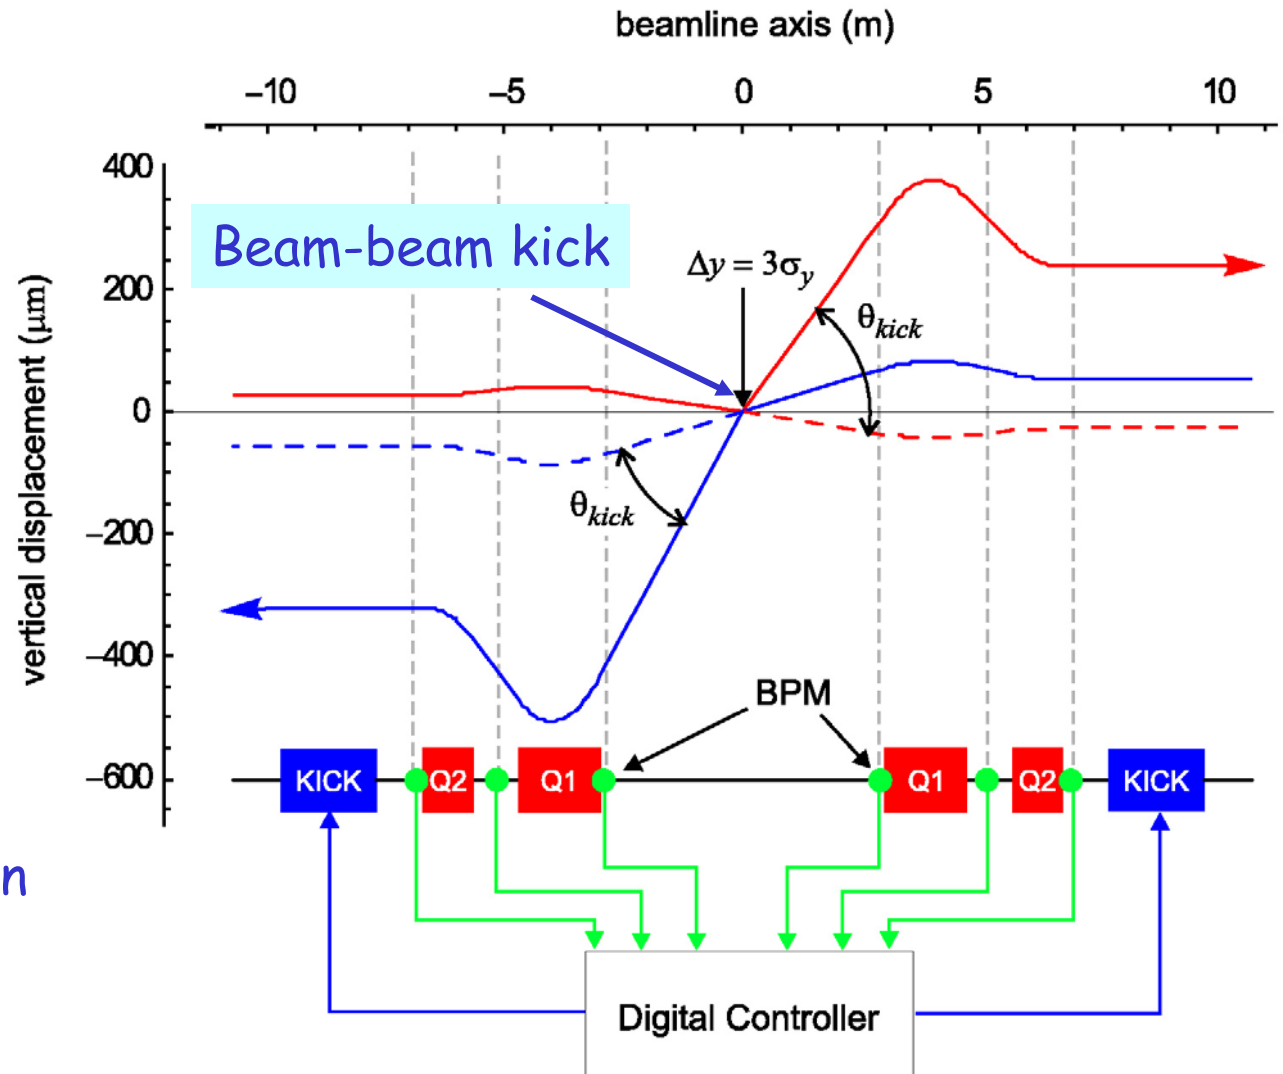 beamline axis (m)
–10 –5 0 5 10
400
Beam-beam kick
Δy = 3σy
200
θkick
vertical displacement (μm)
0
θkick
–200
–400
BPM
–600
KICK Q2 Q1 Q1 Q2 KICK
n
Digital Controller